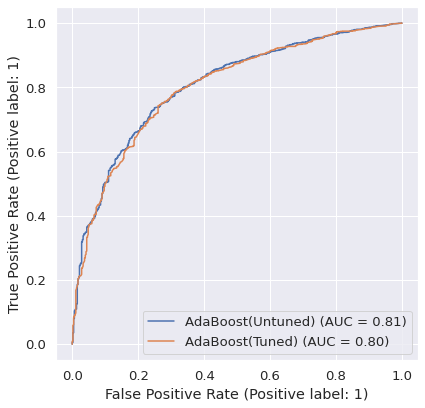 1.0
0.8
0.6
0.4
0.2
0.0
True Positive Rate (Positive label: 1)
AdaBoost(Untuned) (AUC = 0.81)
AdaBoost(Tuned) (AUC = 0.80)
0.0 0.2 0.4 0.6 0.8 1.0
False Positive Rate (Positive label: 1)